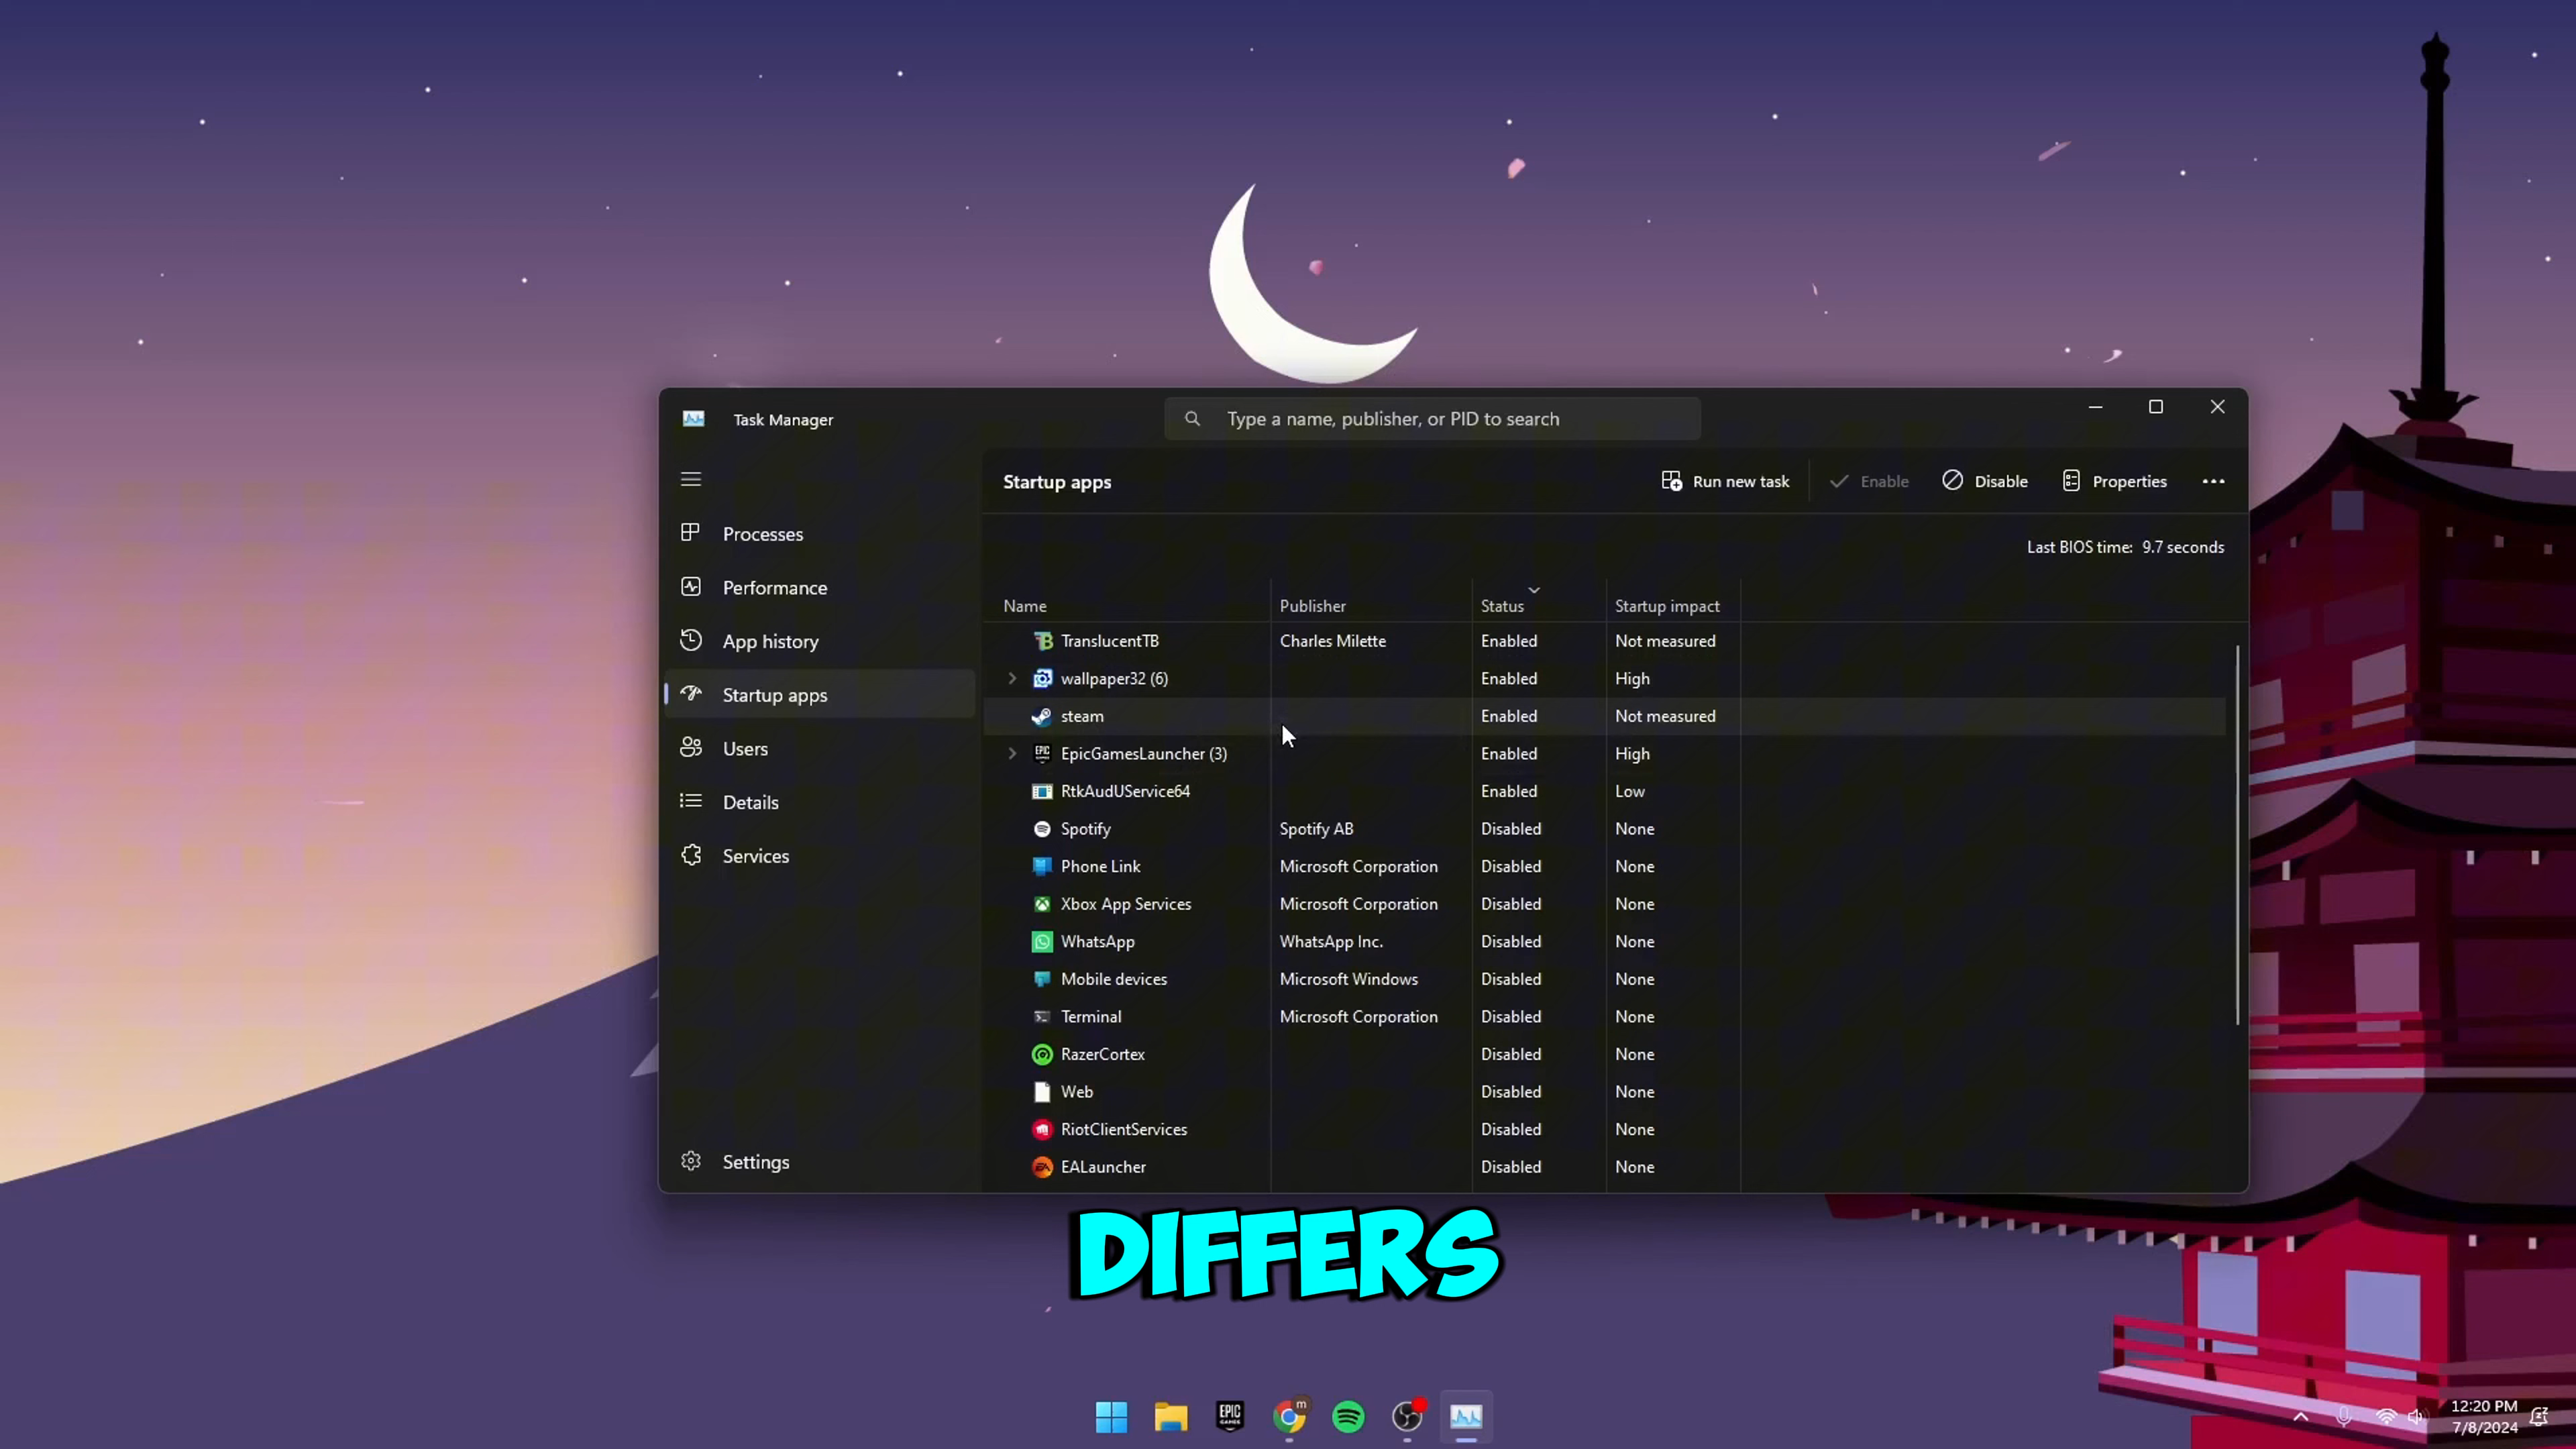 Task Manager
Type a name, publisher, or PID to search
Startup apps
Run new task
Enable
Disable
Properties
Processes
Performance
App history
Startup apps
Users
Details
Services
Settings
Last BIOS time: 9.7 seconds
Name Publisher Status Startup impact
TranslucentTB Charles Milette Enabled Not measured
wallpaper32 (6) Enabled High
steam Enabled Not measured
EpicGamesLauncher (3) Enabled High
RtkAudUService64 Enabled Low
Spotify Spotify AB Disabled None
Phone Link Microsoft Corporation Disabled None
Xbox App Services Microsoft Corporation Disabled None
WhatsApp WhatsApp Inc. Disabled None
Mobile devices Microsoft Windows Disabled None
Terminal Microsoft Corporation Disabled None
RazerCortex Disabled None
Web Disabled None
RiotClientServices Disabled None
EALauncher Disabled None
DIFFERS
EPIC GAMES
m
12:20 PM
7/8/2024